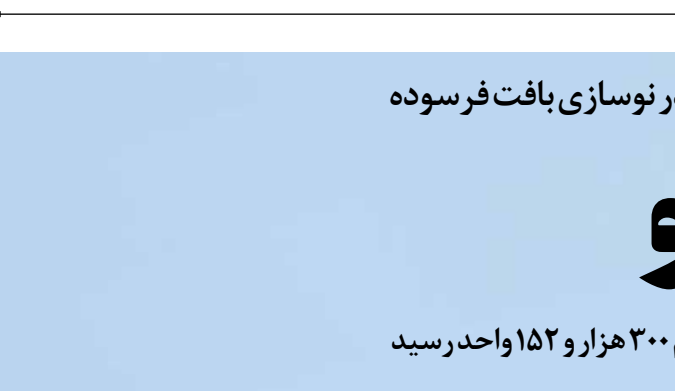 نوسازی بافت فرسوده
و
۳۰۰ هزار و ۱۵۲ واحد رسید